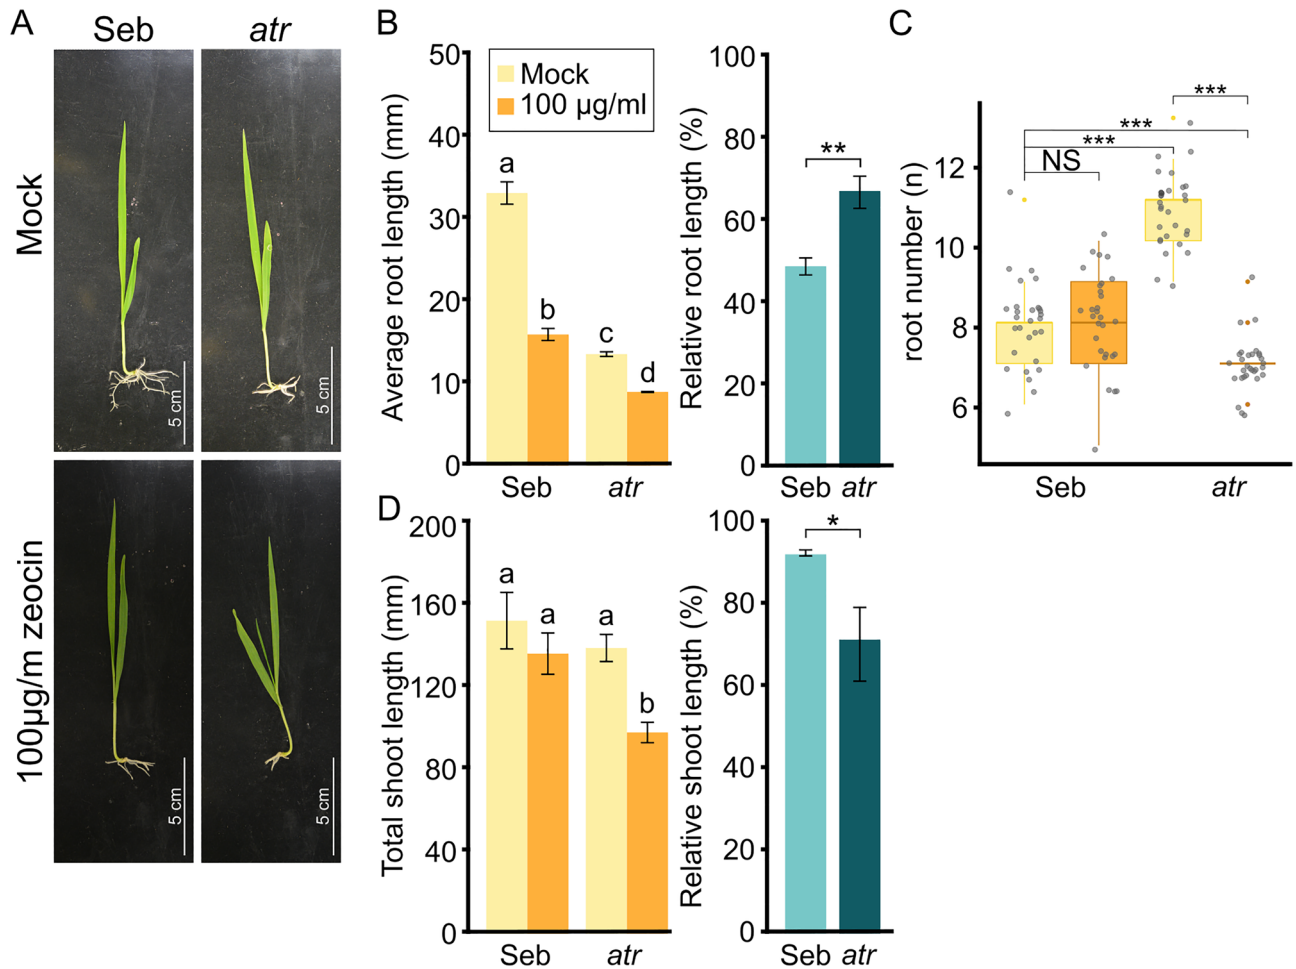 A
Seb
atr
Mock
5 cm
5 cm
100µg/m zeocin
5 cm
5 cm
B
Average root length (mm)
50
40
30
20
10
0
Mock
100 µg/ml
a
b
c
d
Seb
atr
Relative root length (%)
100
80
60
40
20
0
**
Seb
atr
C
root number (n)
12
10
8
6
***
***
***
NS
Seb
atr
D
Total shoot length (mm)
200
160
120
80
40
0
a
a
a
b
Seb
atr
Relative shoot length (%)
100
80
60
40
20
0
*
Seb
atr